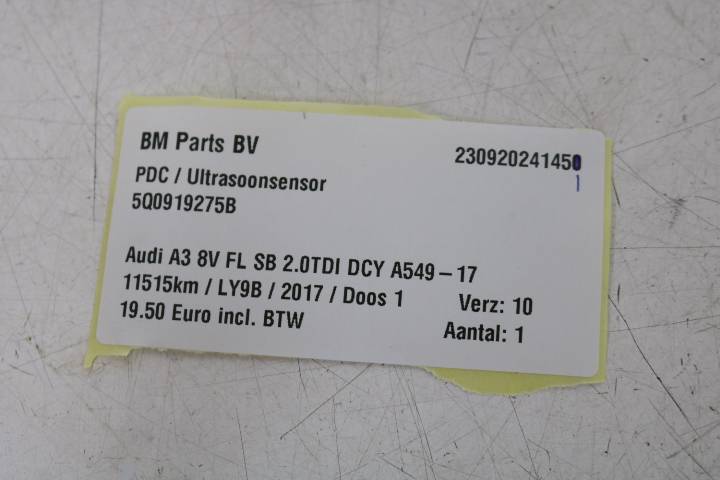 BM Parts BV
230920241450
1
PDC / Ultrasoonsensor
5Q0919275B
Audi A3 8V FL SB 2.0TDI DCY A549-17
11515km / LY9B / 2017 / Doos 1
Verz: 10
19.50 Euro incl. BTW
Aantal: 1